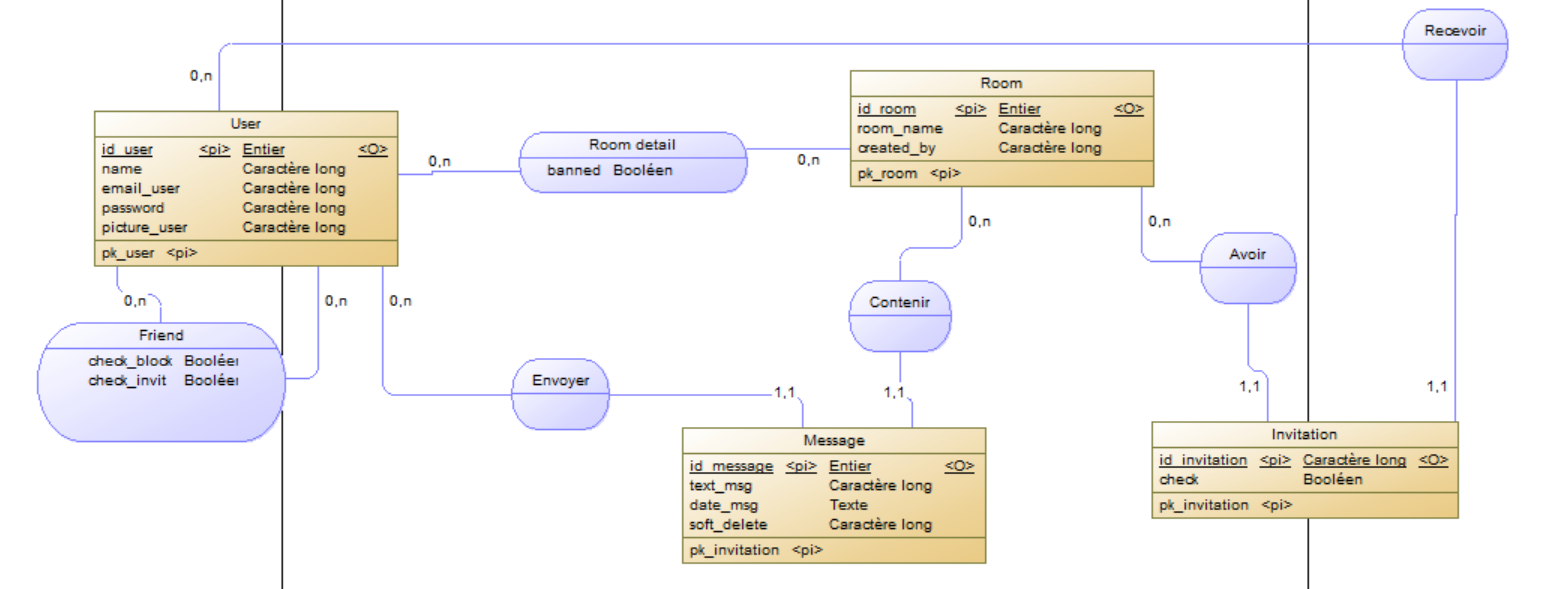 Recevoir
0,n
Room
id_room <pi> Entier <O>
room_name Caractère long
created_by Caractère long
pk_room <pi>
User
id_user <pi> Entier <O>
name Caractère long
email_user Caractère long
password Caractère long
picture_user Caractère long
pk_user <pi>
0,n
Room detail
banned Booléen
0,n
0,n
0,n
Avoir
0,n
0,n
0,n
Contenir
Friend
check_block Booléer
check_invit Booléer
Envoyer
1,1
1,1
1,1
1,1
Message
id_message <pi> Entier <O>
text_msg Caractère long
date_msg Texte
soft_delete Caractère long
pk_invitation <pi>
Invitation
id_invitation <pi> Caractère long <O>
check Booléen
pk_invitation <pi>